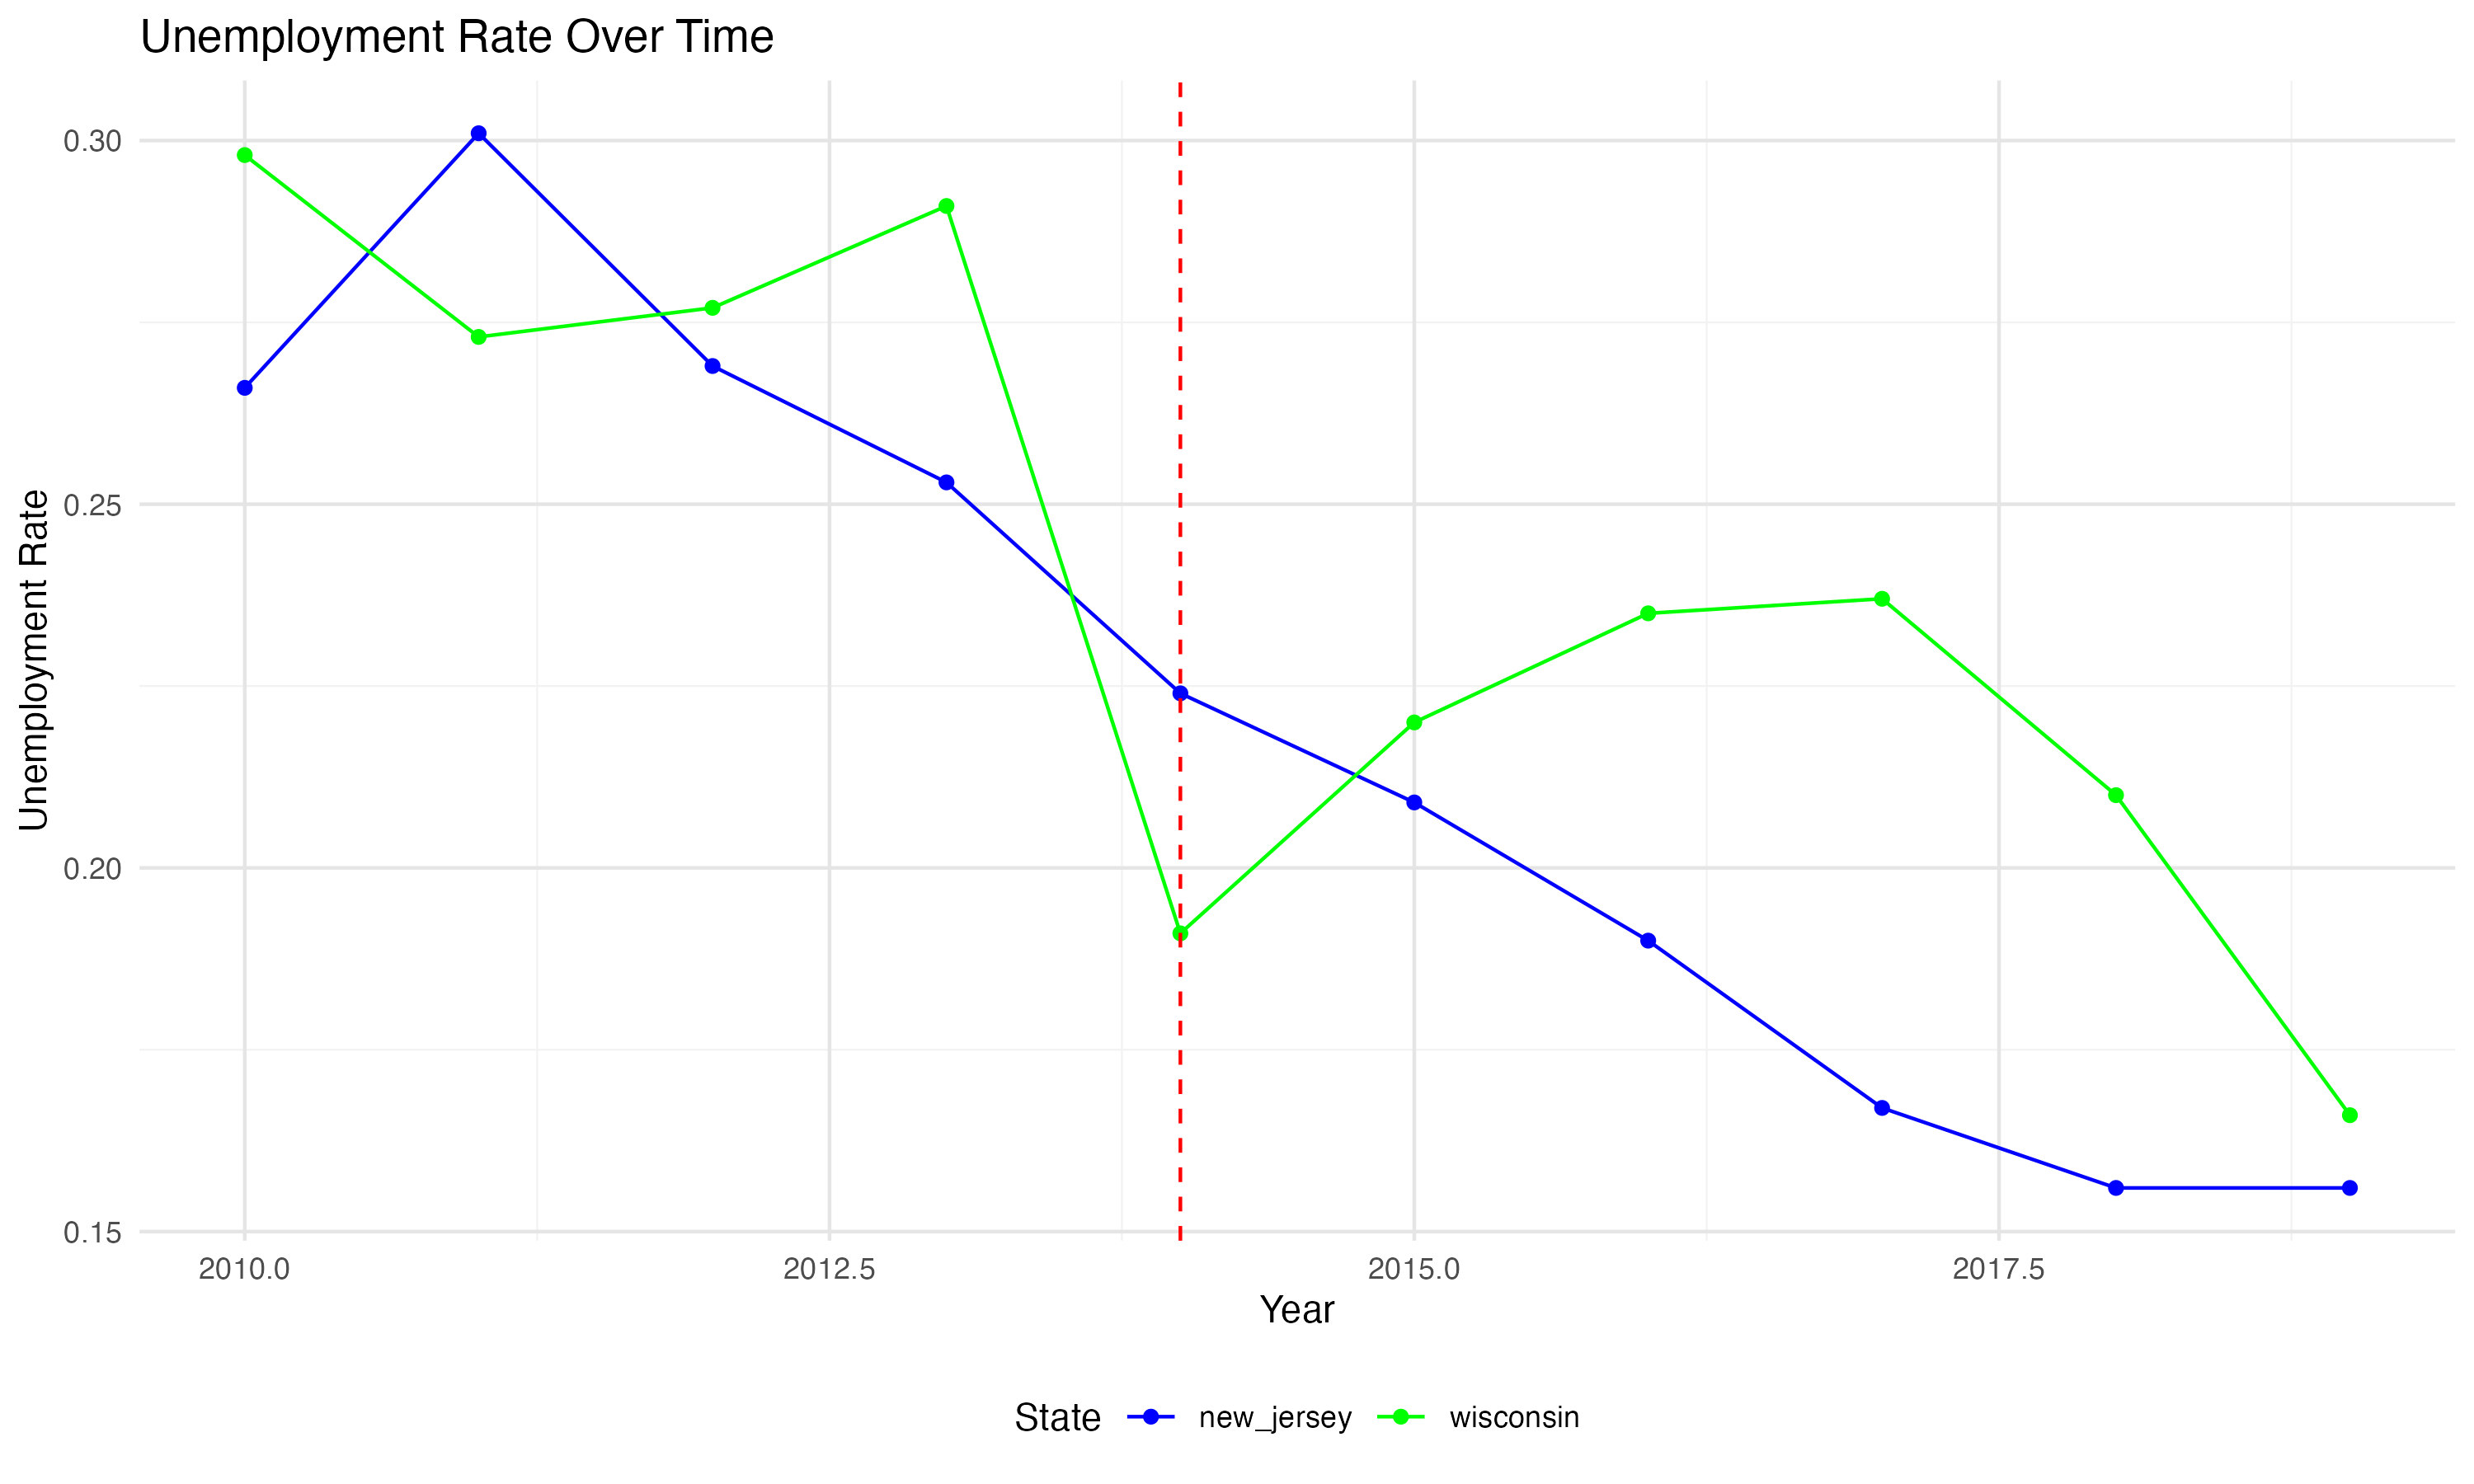 Unemployment Rate Over Time
Unemployment Rate
0.30
0.25
0.20
0.15
2010.0 2012.5 2015.0 2017.5
Year
State new_jersey wisconsin